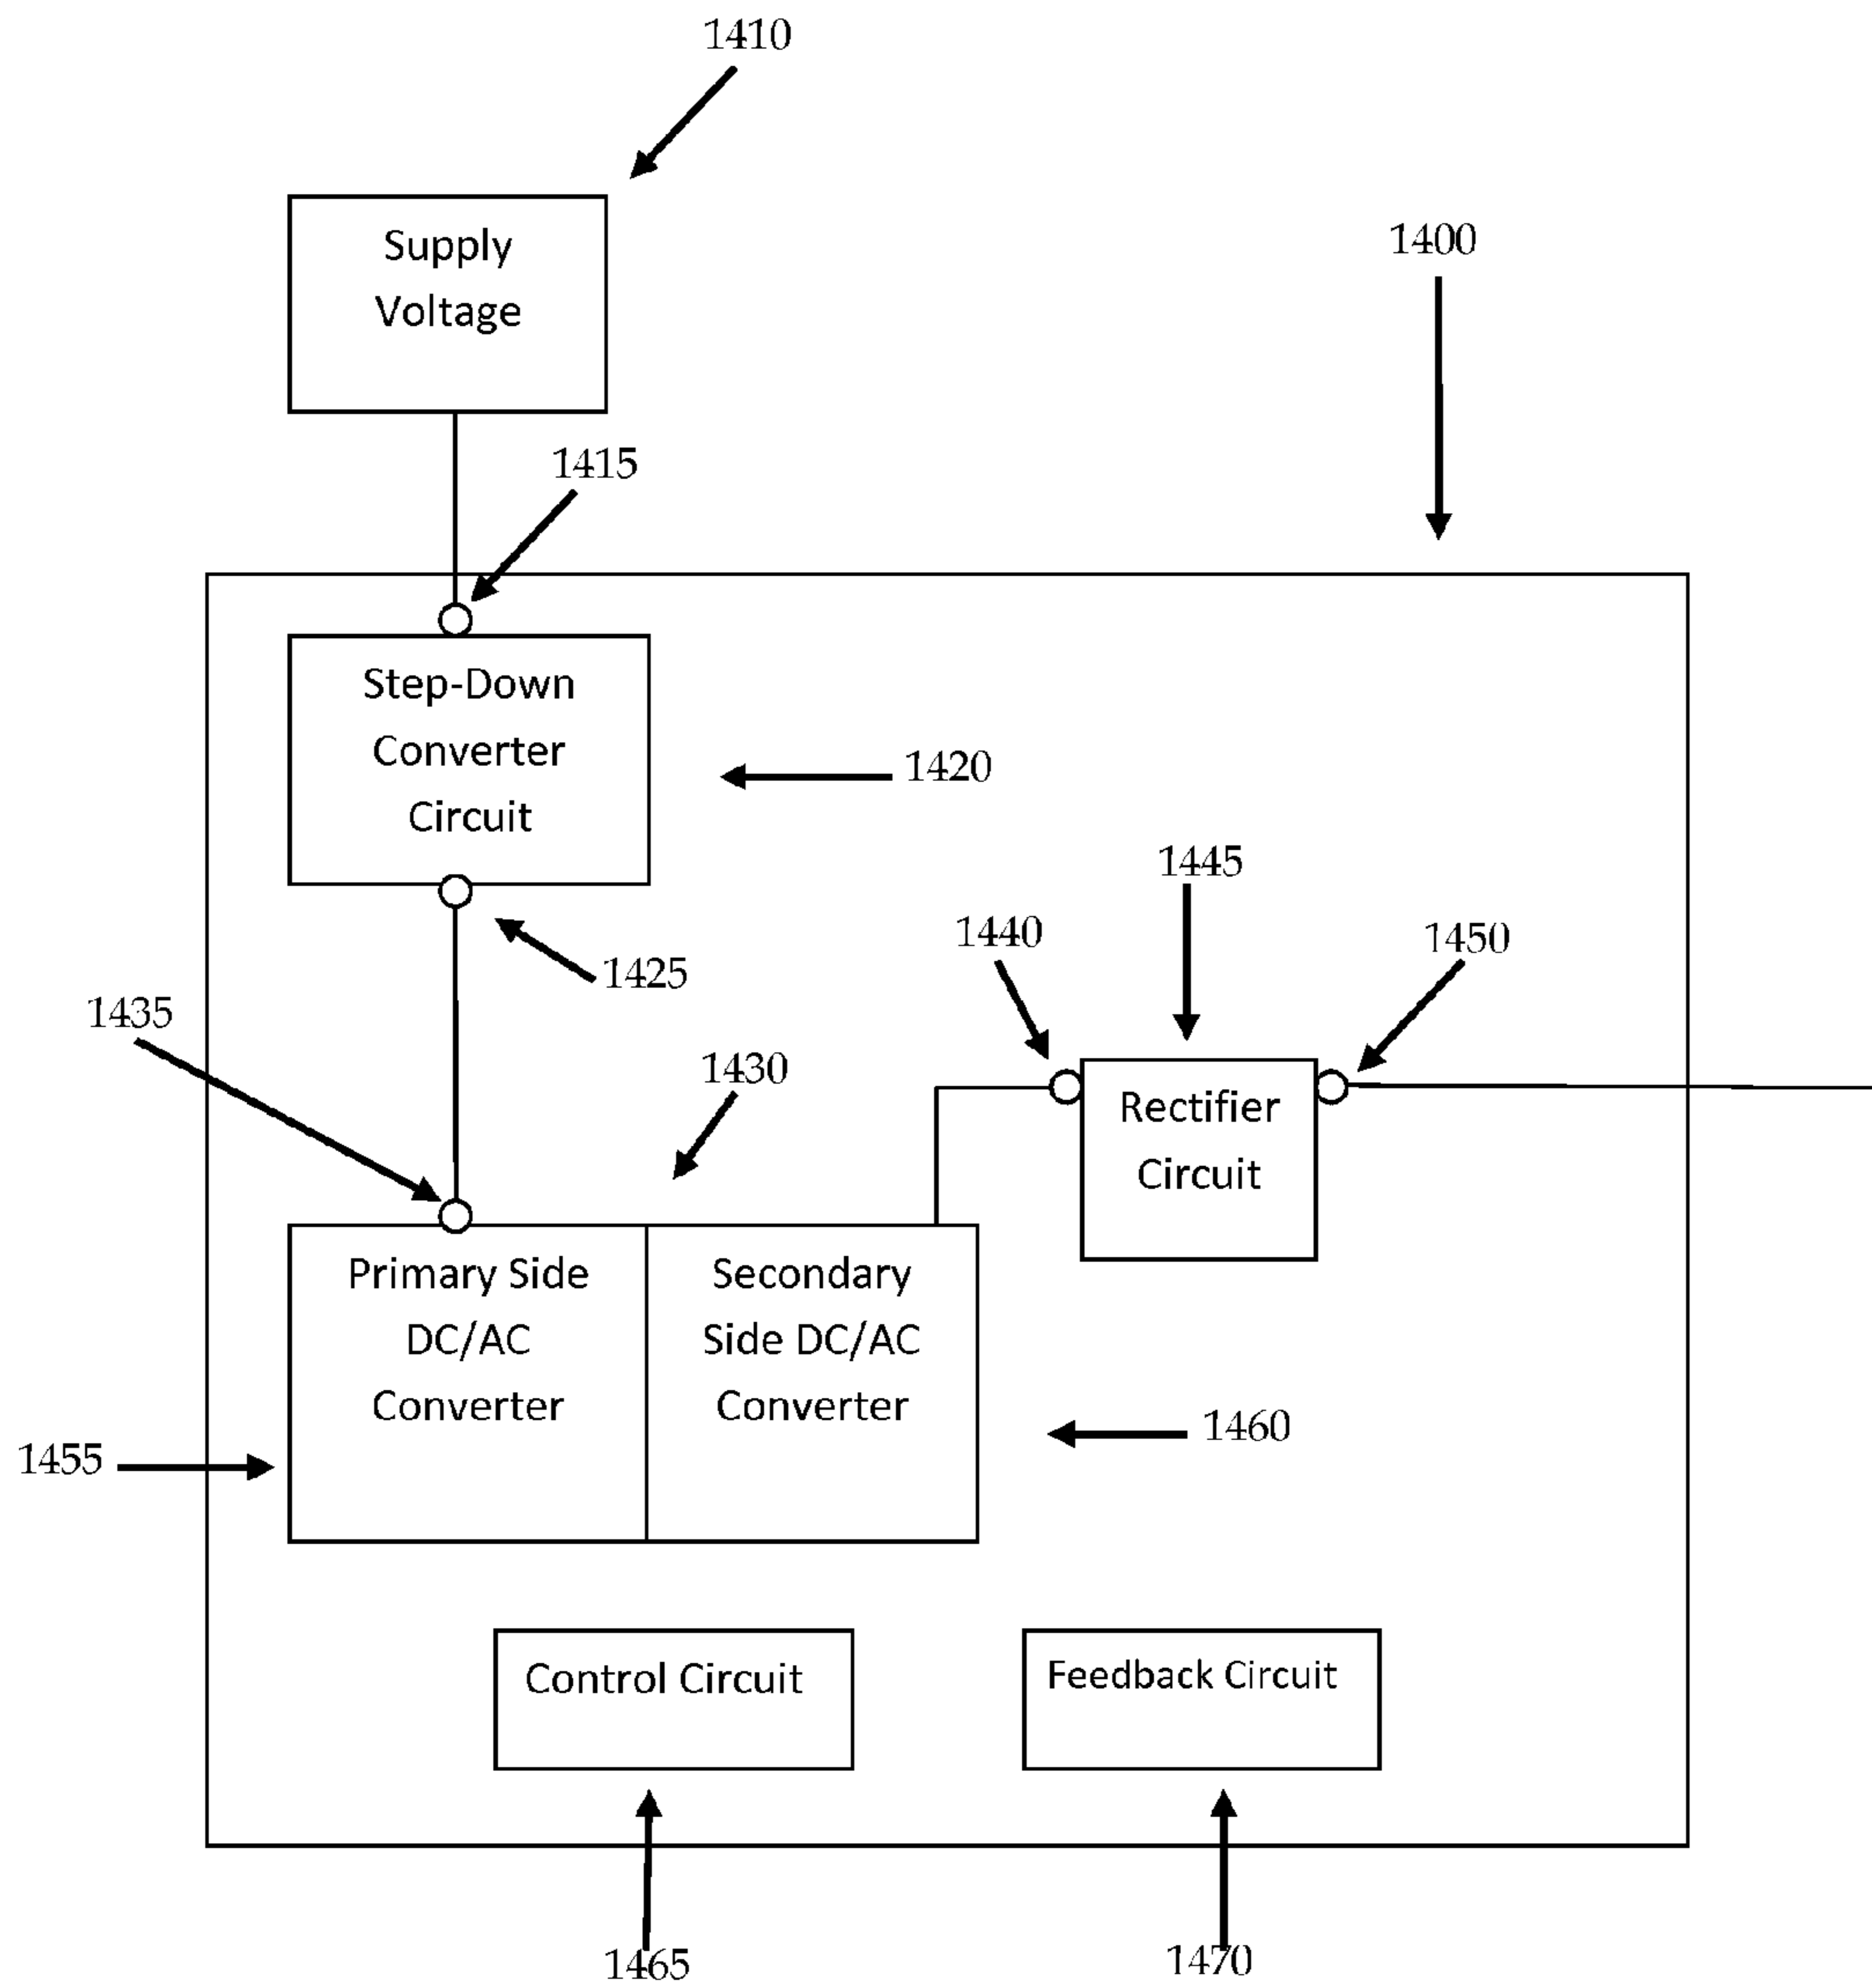 1410
Supply
Voltage
1400
1415
Step-Down
Converter
Circuit
1420
1445
1440
1450
1425
1435
1430
Rectifier
Circuit
Primary Side
DC/AC
Converter
Secondary
Side DC/AC
Converter
1460
1455
Control Circuit
Feedback Circuit
1465
1470